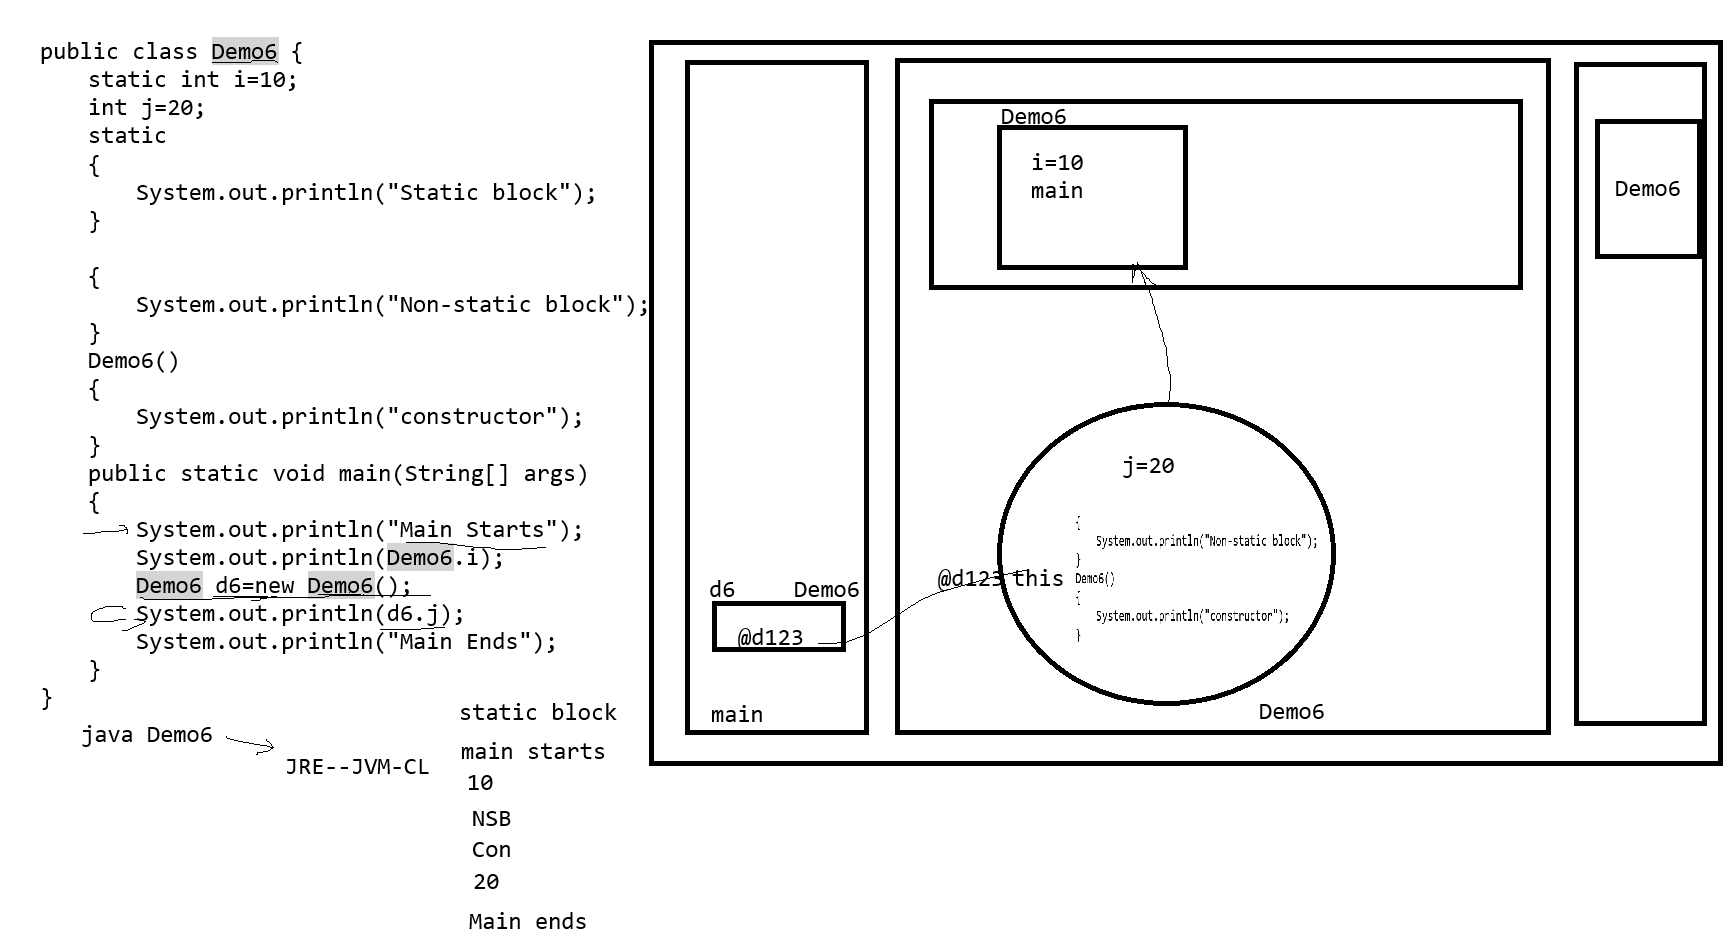 public class Demo6 {
static int i=10;
int j=20;
static
{
System.out.println("Static block");
}
{
System.out.println("Non-static block");
}
Demo6()
{
System.out.println("constructor");
}
public static void main(String[] args)
{
System.out.println("Main Starts");
System.out.println(Demo6.i);
Demo6 d6=new Demo6();
System.out.println(d6.j);
System.out.println("Main Ends");
}
}
java Demo6
JRE--JVM-CL
static block
main starts
10
NSB
Con
20
Main ends
d6 Demo6
@d123
main
Demo6
i=10
main
j=20
{
System.out.println("Non-static block");
}
@d123 this
Demo6()
{
System.out.println("constructor");
}
Demo6
Demo6